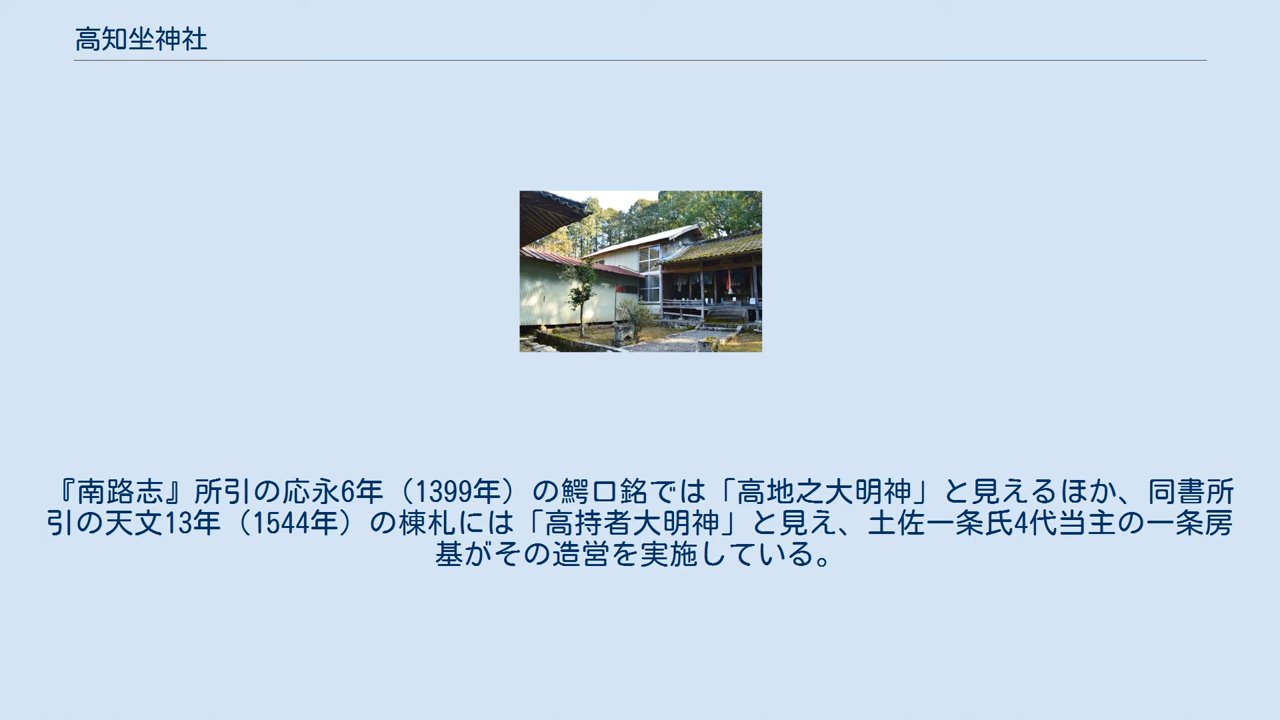 高知坐神社
『南路志』所引の応永6年（1399年）の鰐口銘では「高地之大明神」と見えるほか、同書所
引の天文13年（1544年）の棟札には「高持者大明神」と見え、土佐一条氏4代当主の一条房
基がその造営を実施している。